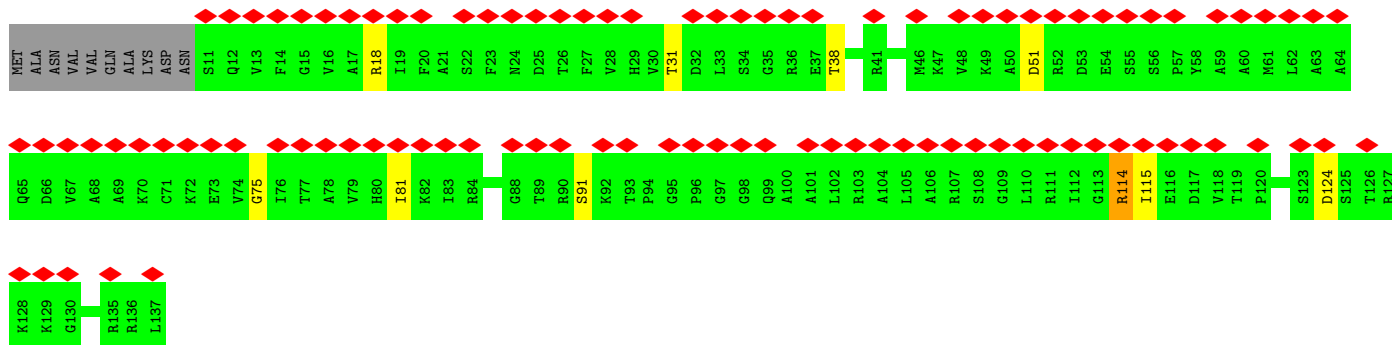 MET ALA ASN VAL VAL GLN ALA LYS ASP ASN S11 Q12 V13 F14 G15 V16 A17 R18 I19 F20 A21 S22 F23 N24 D25 T26 F27 V28 H29 V30 T31 D32 L33 S34 G35 R36 E37 T38 R41 M46 K47 V48 K49 A50 D51 R52 D53 E54 S55 S56 P57 Y58 A59 A60 M61 L62 A63 A64
Q65 D66 V67 A68 A69 K70 C71 K72 E73 V74 G75 I76 T77 A78 V79 H80 I81 K82 I83 R84 G88 T89 R90 S91 K92 T93 P94 G95 P96 G97 G98 Q99 A100 A101 L102 R103 A104 L105 A106 R107 S108 G109 L110 R111 I112 G113 R114 I115 E116 D117 V118 T119 P120 S123 D124 S125 T126 R127
K128 K129 G130 R135 R136 L137